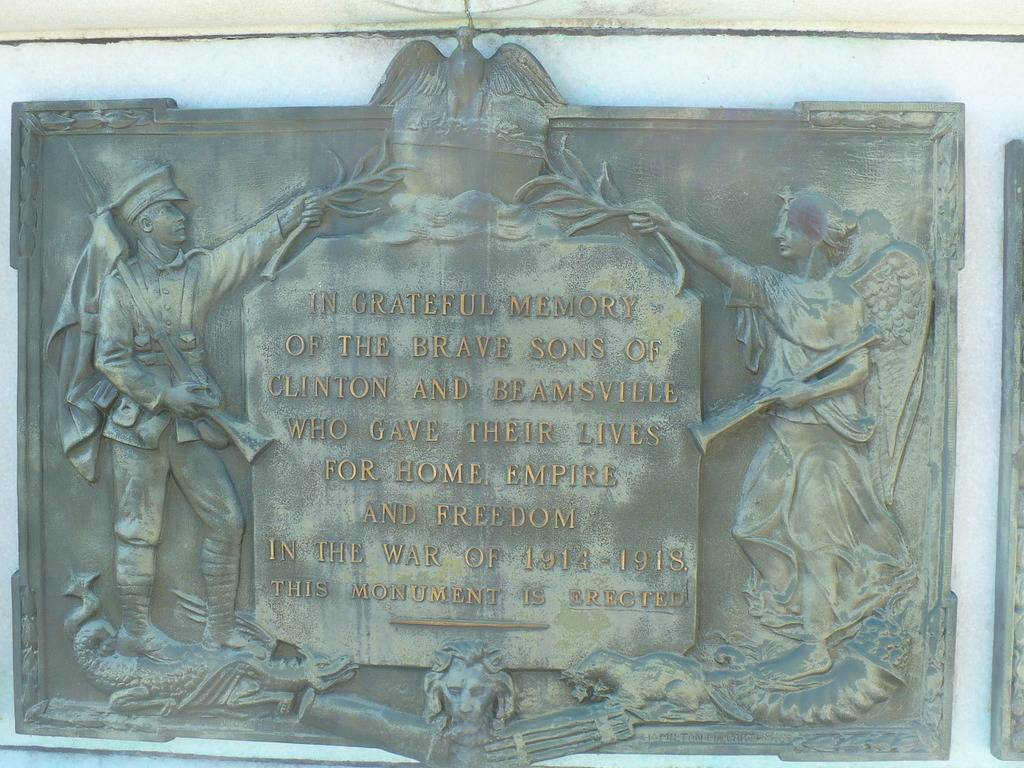 IN GRATEFUL MEMORY
OF THE BRAVE SONS OF
CLINTON AND BEAMSVILLE
WHO GAVE THEIR LIVES
FOR HOME, EMPIRE
AND FREEDOM
IN THE WAR OF 1914-1918,
THIS MONUMENT IS ERECTED
HAMILTON